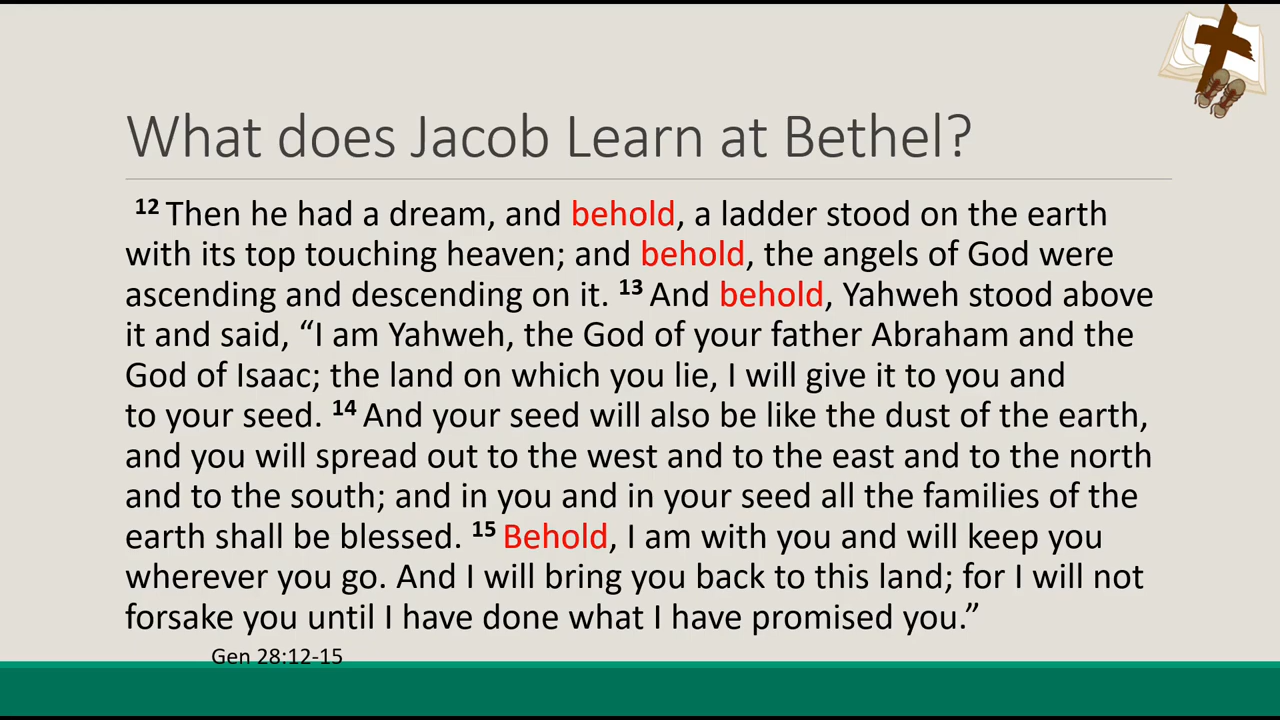 What does Jacob Learn at Bethel?
12 Then he had a dream, and behold, a ladder stood on the earth
with its top touching heaven; and behold, the angels of God were
ascending and descending on it. 13 And behold, Yahweh stood above
it and said, “I am Yahweh, the God of your father Abraham and the
God of Isaac; the land on which you lie, I will give it to you and
to your seed. 14 And your seed will also be like the dust of the earth,
and you will spread out to the west and to the east and to the north
and to the south; and in you and in your seed all the families of the
earth shall be blessed. 15 Behold, I am with you and will keep you
wherever you go. And I will bring you back to this land; for I will not
forsake you until I have done what I have promised you.”
Gen 28:12-15